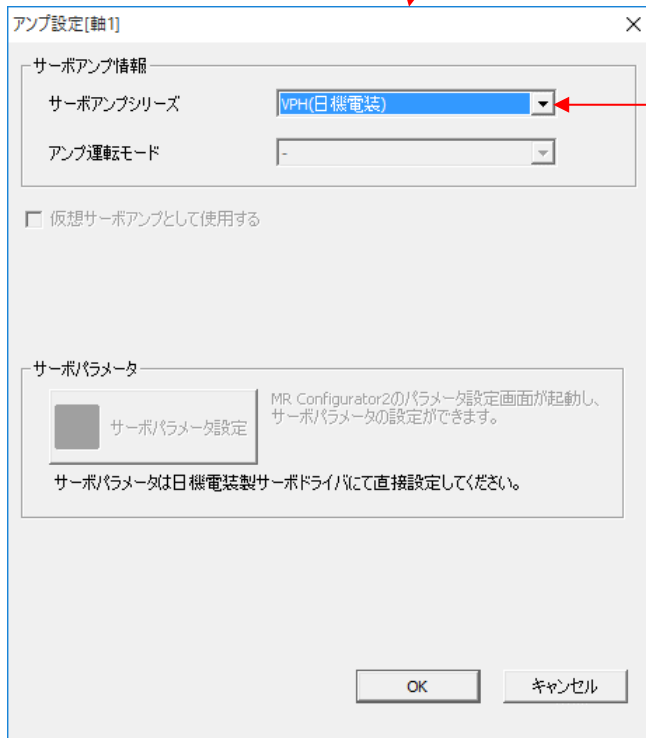 アンプ設定[軸1]
サーボアンプ情報
サーボアンプシリーズ
VPH(日機電装)
アンプ運転モード
-
仮想サーボアンプとして使用する
サーボパラメータ
サーボパラメータ設定
MR Configurator2のパラメータ設定画面が起動し、
サーボパラメータの設定ができます。
サーボパラメータは日機電装製サーボドライバにて直接設定してください。
OK
キャンセル